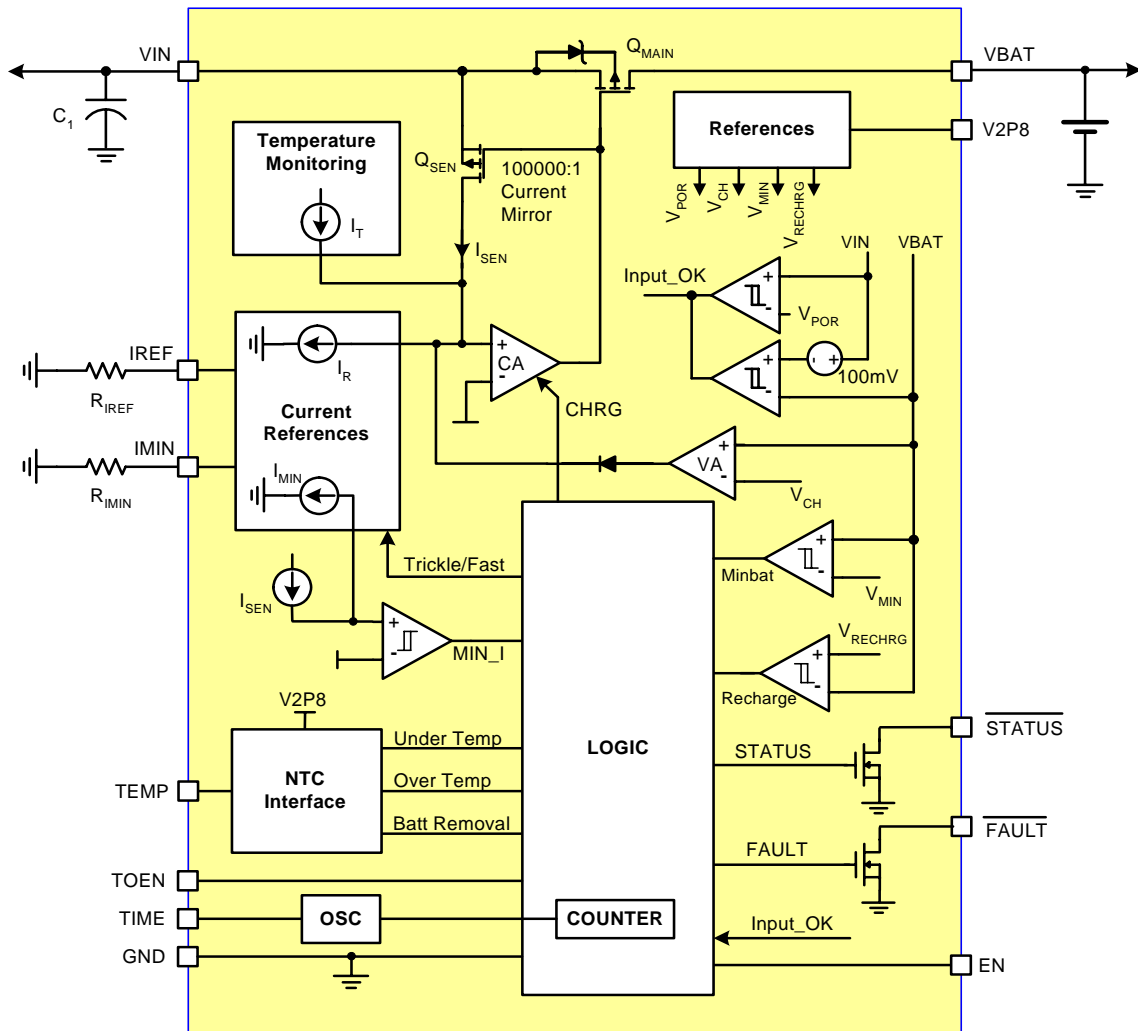 VIN
C1
QMAIN
VBAT
V2P8
References
VPOR
VCH
VMIN
VRECHRG
Temperature
Monitoring
IT
QSEN
100000:1
Current
Mirror
ISEN
VIN
VBAT
Input_OK
+
-
VPOR
+
-
- +
100mV
IREF
RIREF
IR
Current
References
IMIN
RIMIN
IMIN
+
CA
-
CHRG
+
VA
-
VCH
Trickle/Fast
ISEN
+
-
MIN_I
Minbat
+
-
VMIN
VRECHRG
Recharge
+
-
V2P8
NTC
Interface
TEMP
Under Temp
Over Temp
Batt Removal
LOGIC
STATUS
STATUS
FAULT
FAULT
TOEN
TIME
OSC
COUNTER
Input_OK
GND
EN